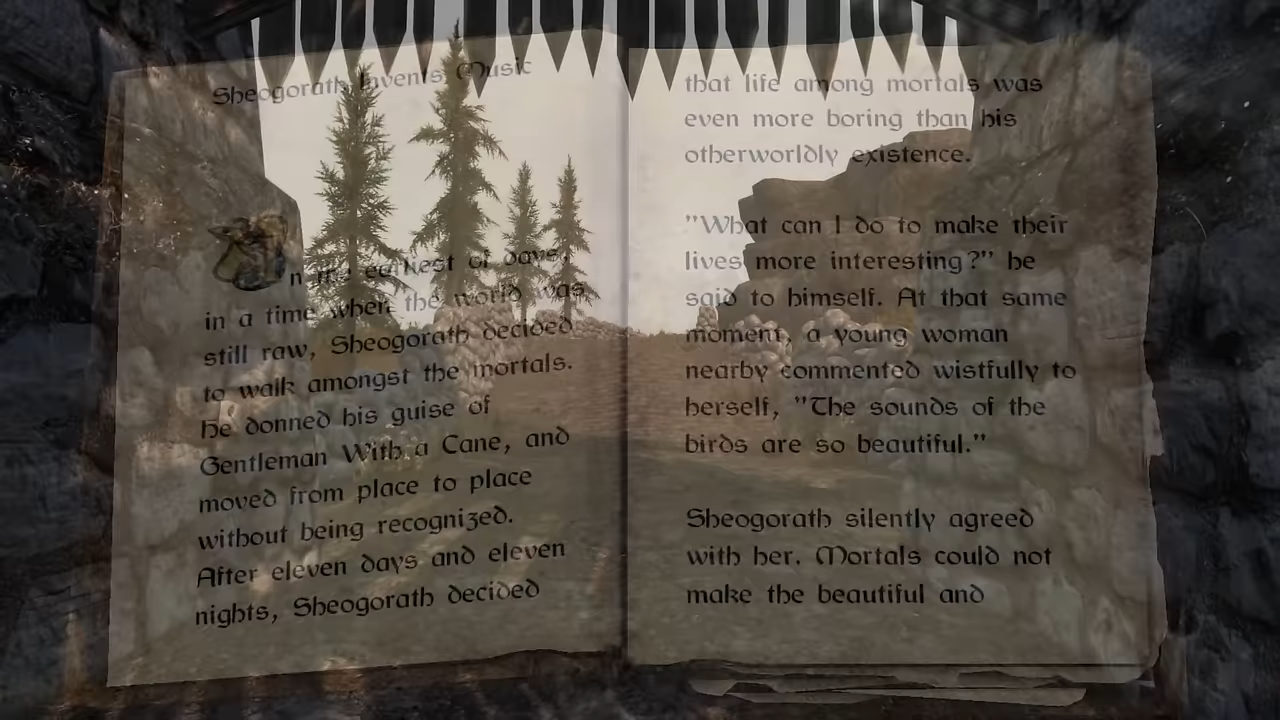 Sheogorath Invents Music
n the earliest of days,
in a time when the world was
still raw, Sheogorath decided
to walk amongst the mortals.
He donned his guise of
Gentleman With a Cane, and
moved from place to place
without being recognized.
After eleven days and eleven
nights, Sheogorath decided
that life among mortals was
even more boring than his
otherworldly existence.
"What can I do to make their
lives more interesting?" he
said to himself. At that same
moment, a young woman
nearby commented wistfully to
herself, "The sounds of the
birds are so beautiful."
Sheogorath silently agreed
with her. Mortals could not
make the beautiful and